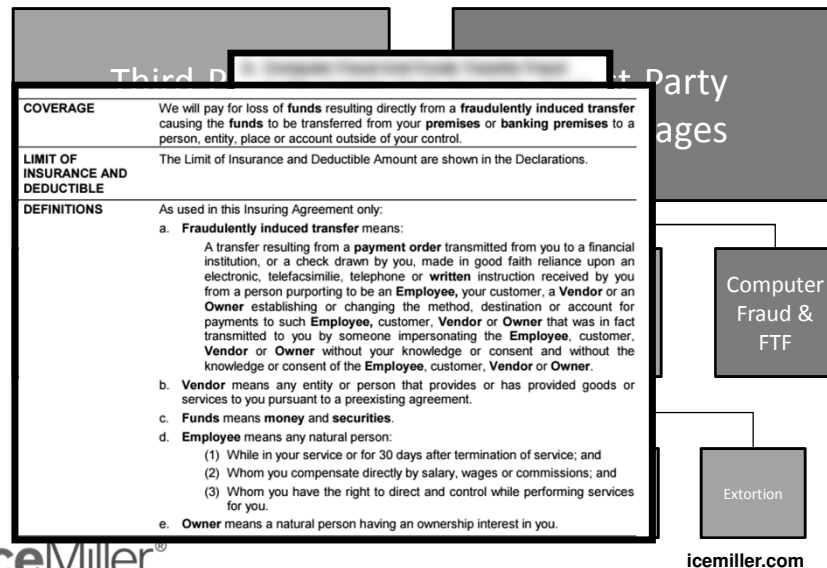 Third P
t Party
ages
COVERAGE
We will pay for loss of funds resulting directly from a fraudulently induced transfer
causing the funds to be transferred from your premises or banking premises to a
person, entity, place or account outside of your control.
LIMIT OF
INSURANCE AND
DEDUCTIBLE
The Limit of Insurance and Deductible Amount are shown in the Declarations.
DEFINITIONS
As used in this Insuring Agreement only:
a. Fraudulently induced transfer means:
A transfer resulting from a payment order transmitted from you to a financial
institution, or a check drawn by you, made in good faith reliance upon an
electronic, telefacsimilie, telephone or written instruction received by you
from a person purporting to be an Employee, your customer, a Vendor or an
Owner establishing or changing the method, destination or account for
payments to such Employee, customer, Vendor or Owner that was in fact
transmitted to you by someone impersonating the Employee, customer,
Vendor or Owner without your knowledge or consent and without the
knowledge or consent of the Employee, customer, Vendor or Owner.
b. Vendor means any entity or person that provides or has provided goods or
services to you pursuant to a preexisting agreement.
c. Funds means money and securities.
d. Employee means any natural person:
(1) While in your service or for 30 days after termination of service; and
(2) Whom you compensate directly by salary, wages or commissions; and
(3) Whom you have the right to direct and control while performing services
for you.
e. Owner means a natural person having an ownership interest in you.
Computer
Fraud &
FTF
Extortion
iceMiller®
icemiller.com